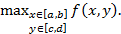 max_{x∈[a,b]} f(x, y).
y∈[c,d]